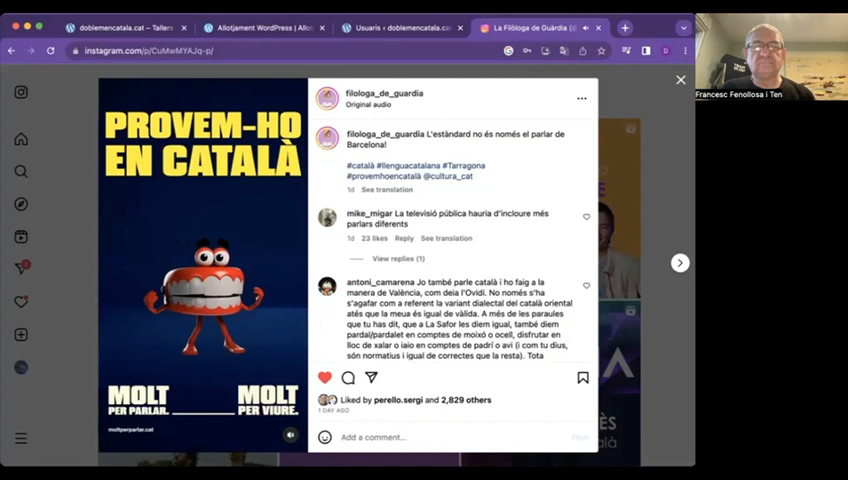 doblemencatala.cat – Tallers
Allotjament WordPress | Allot
Usuaris ‹ doblemencatala.cat
La Filòloga de Guàrdia (
instagram.com/p/CuMwMYAJq-p/
D
Francesc Fenollosa i Ten
PROVEM-HO
EN CATALÀ
MOLT
PER PARLAR.
MOLT
PER VIURE.
moltperparlar.cat
filologa_de_guardia
Original audio
filologa_de_guardia L'estàndard no és només el parlar de
Barcelona!
#català #llenguacatalana #Tarragona
#provemhoencatalà @cultura_cat
1d See translation
mike_migar La televisió pública hauria d'incloure més
parlars diferents
1d 23 likes Reply See translation
View replies (1)
antoni_camarena Jo també parle català i ho faig a la
manera de València, com deia l'Ovidi. No només s'ha
s'agafar com a referent la variant dialectal del català oriental
atés que la meua és igual de vàlida. A més de les paraules
que tu has dit, que a La Safor les diem igual, també diem
pardal/pardalet en comptes de moixó o ocell, disfrutar en
lloc de xalar o iaio en comptes de padrí o avi (i com tu dius,
són normatius i igual de correctes que la resta). Tota
Liked by perello.sergi and 2,829 others
1 DAY AGO
Add a comment...
Post